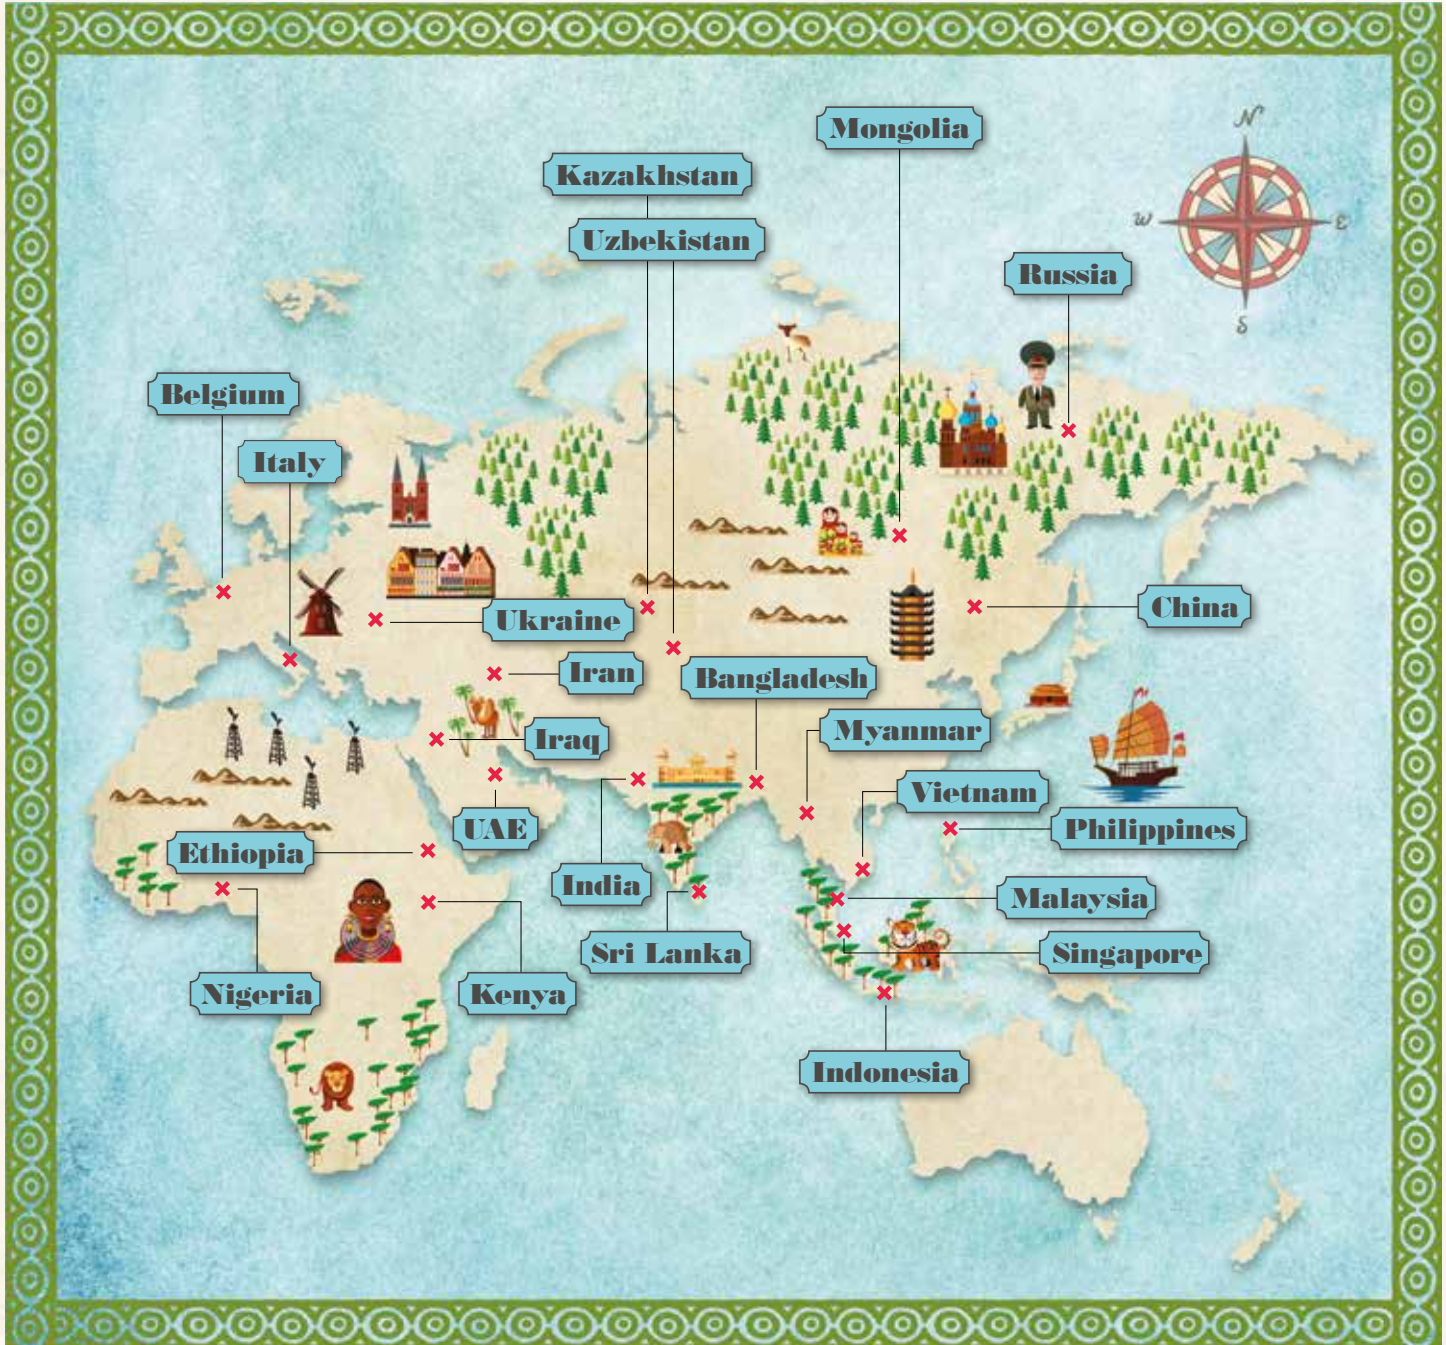 N
Mongolia
Kazakhstan
W
E
Uzbekistan
Russia
S
Belgium
Italy
China
Ukraine
Iran
Bangladesh
Myanmar
Iraq
Vietnam
UAE
Philippines
Ethiopia
India
Malaysia
Sri Lanka
Singapore
Nigeria
Kenya
Indonesia